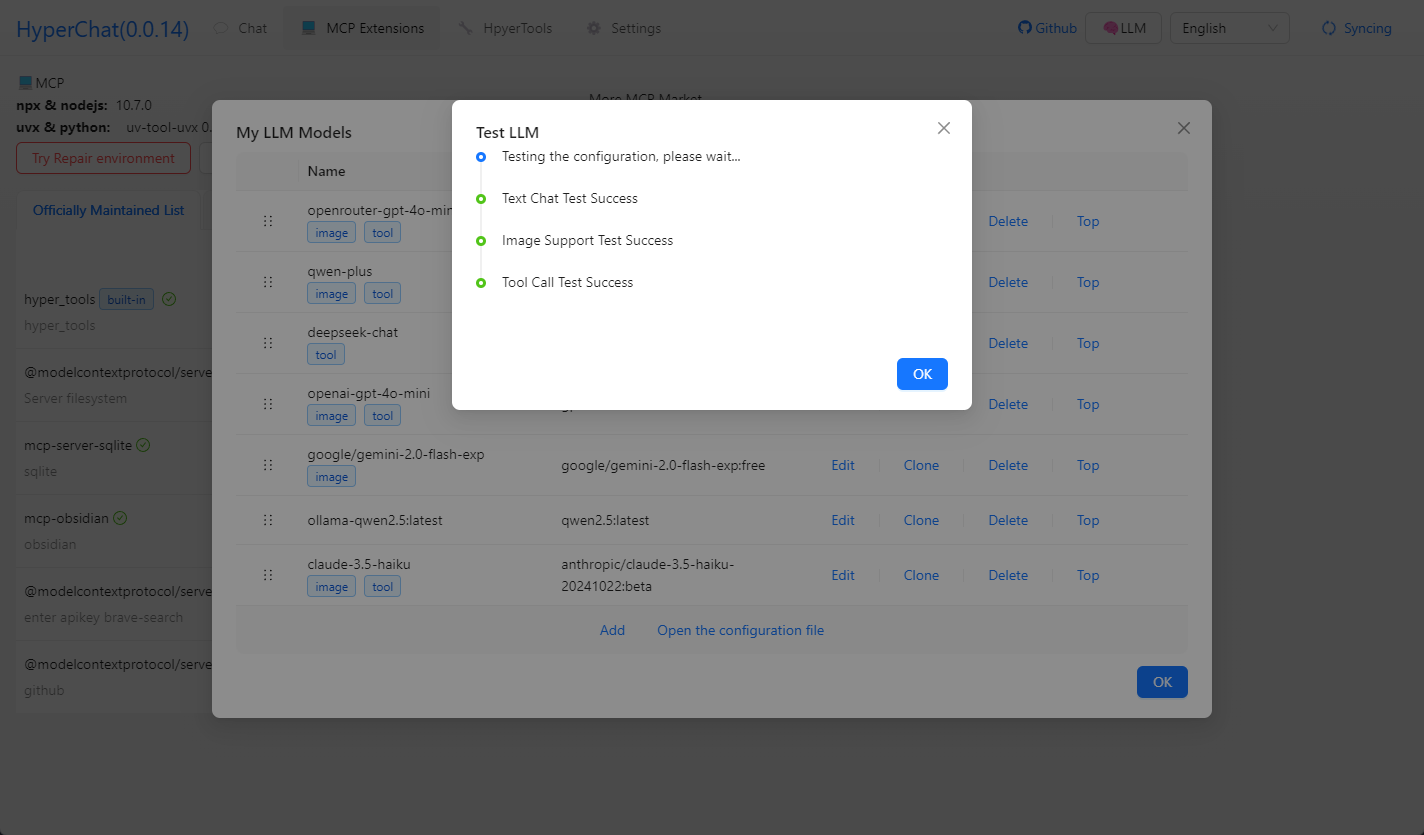 HyperChat(0.0.14)
Chat
MCP Extensions
HpyerTools
Settings
Github
LLM
English
Syncing
MCP
npx & nodejs: 10.7.0
uvx & python: uv-tool-uvx 0.
Try Repair environment
More MCP Market
Officially Maintained List
hyper_tools built-in
hyper_tools
@modelcontextprotocol/serve
Server filesystem
mcp-server-sqlite
sqlite
mcp-obsidian
obsidian
@modelcontextprotocol/serve
enter apikey brave-search
@modelcontextprotocol/serve
github
My LLM Models
Name
openrouter-gpt-4o-min
image tool
Delete Top
qwen-plus
image tool
Delete Top
deepseek-chat
tool
Delete Top
openai-gpt-4o-mini
image tool
Delete Top
google/gemini-2.0-flash-exp
image
google/gemini-2.0-flash-exp:free
Edit Clone Delete Top
ollama-qwen2.5:latest
qwen2.5:latest
Edit Clone Delete Top
claude-3.5-haiku
image tool
anthropic/claude-3.5-haiku-
20241022:beta
Edit Clone Delete Top
Add Open the configuration file
OK
Test LLM
Testing the configuration, please wait...
Text Chat Test Success
Image Support Test Success
Tool Call Test Success
OK